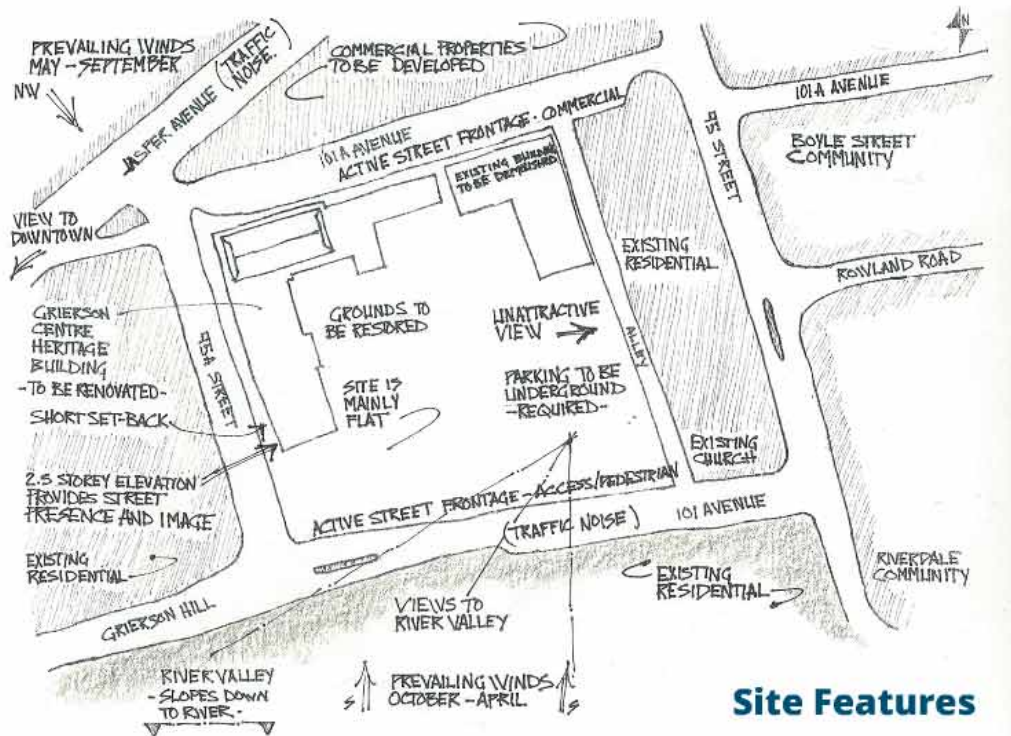 PREVAILING WINDS
MAY - SEPTEMBER
NW
JASPER AVENUE
(TRAFFIC
NOISE)
COMMERCIAL PROPERTIES
TO BE DEVELOPED
N
101A AVENUE
101A AVENUE
ACTIVE STREET FRONTAGE - COMMERCIAL
95 STREET
BOYLE STREET
COMMUNITY
EXISTING BUILDING
TO BE DEMOLISHED
VIEW TO
DOWNTOWN
EXISTING
RESIDENTIAL
ROWLAND ROAD
GRIERSON
CENTRE
HERITAGE
BUILDING
- TO BE RENOVATED -
95A STREET
GROUNDS TO
BE RESTORED
UNATTRACTIVE
VIEW
ALLEY
SITE IS
MAINLY
FLAT
PARKING TO BE
UNDERGROUND
- REQUIRED -
SHORT SET-BACK
EXISTING
CHURCH
2.5 STOREY ELEVATION
PROVIDES STREET
PRESENCE AND IMAGE
ACTIVE STREET FRONTAGE - ACCESS/PEDESTRIAN
(TRAFFIC NOISE)
101 AVENUE
EXISTING
RESIDENTIAL
EXISTING
RESIDENTIAL
RIVERDALE
COMMUNITY
GRIERSON HILL
VIEWS TO
RIVER VALLEY
RIVER VALLEY
- SLOPES DOWN
TO RIVER -
S
PREVAILING WINDS
OCTOBER - APRIL
S
Site Features